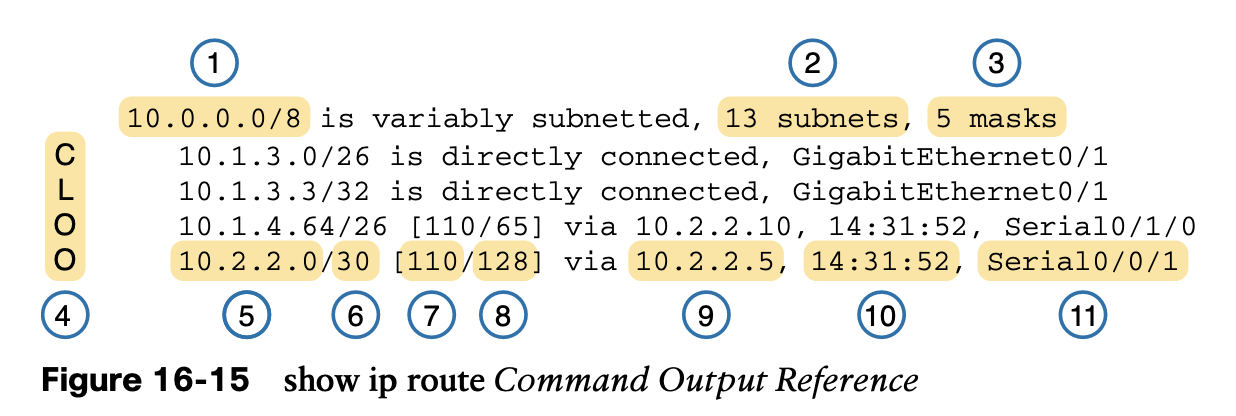 1 2 3
10.0.0.0/8 is variably subnetted, 13 subnets, 5 masks
C 10.1.3.0/26 is directly connected, GigabitEthernet0/1
L 10.1.3.3/32 is directly connected, GigabitEthernet0/1
O 10.1.4.64/26 [110/65] via 10.2.2.10, 14:31:52, Serial0/1/0
O 10.2.2.0/30 [110/128] via 10.2.2.5, 14:31:52, Serial0/0/1
4 5 6 7 8 9 10 11
Figure 16-15 show ip route Command Output Reference